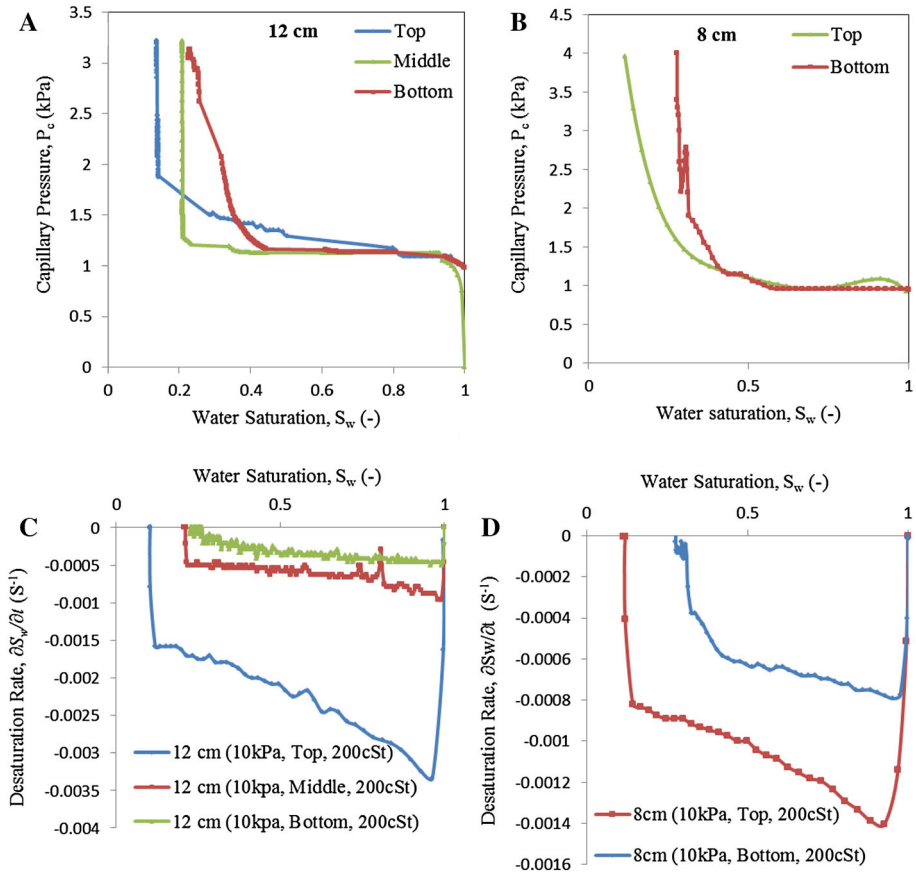 A
12 cm
Top
Middle
Bottom
Capillary Pressure, Pc (kPa)
3.5
3
2.5
2
1.5
1
0.5
0
0 0.2 0.4 0.6 0.8 1
Water Saturation, Sw (-)
B
8 cm
Top
Bottom
Capillary Pressure, Pc (kPa)
4.5
4
3.5
3
2.5
2
1.5
1
0.5
0
0 0.5 1
Water saturation, Sw (-)
C
Water Saturation, Sw (-)
0 0.5 1
Desaturation Rate, ∂Sw/∂t (S-1)
0
-0.0005
-0.001
-0.0015
-0.002
-0.0025
-0.003
-0.0035
-0.004
12 cm (10kPa, Top, 200cSt)
12 cm (10kpa, Middle, 200cSt)
12 cm (10kpa, Bottom, 200cSt)
D
Water Saturation, Sw (-)
0 0.5 1
Desaturation Rate, ∂Sw/∂t (S-1)
0
-0.0002
-0.0004
-0.0006
-0.0008
-0.001
-0.0012
-0.0014
-0.0016
8cm (10kPa, Top, 200cSt)
8cm (10kPa, Bottom, 200cSt)